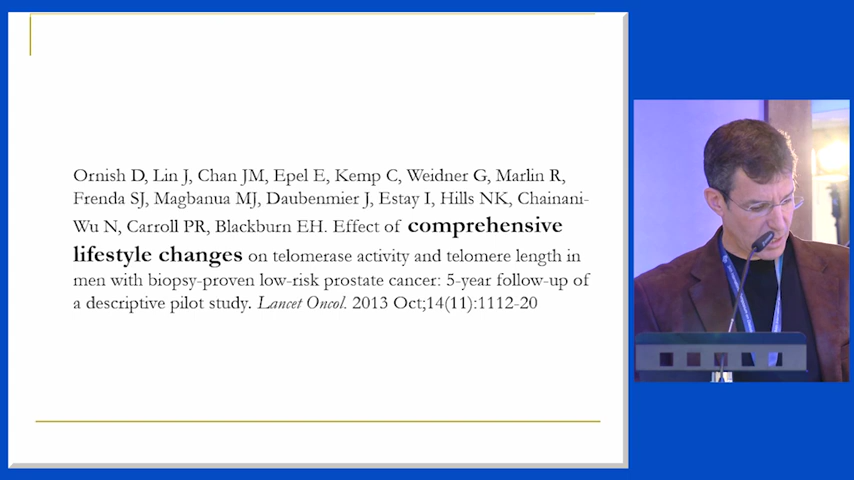 Ornish D, Lin J, Chan JM, Epel E, Kemp C, Weidner G, Marlin R,
Frenda SJ, Magbanua MJ, Daubenmier J, Estay I, Hills NK, Chainani-
Wu N, Carroll PR, Blackburn EH. Effect of comprehensive
lifestyle changes on telomerase activity and telomere length in
men with biopsy-proven low-risk prostate cancer: 5-year follow-up of
a descriptive pilot study. Lancet Oncol. 2013 Oct;14(11):1112-20